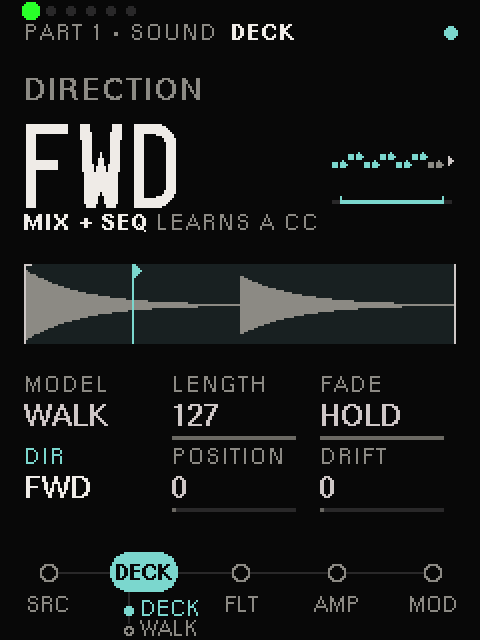 PART 1 · SOUND DECK
DIRECTION
FWD
MIX + SEQ LEARNS A CC
MODEL LENGTH FADE
WALK 127 HOLD
DIR POSITION DRIFT
FWD 0 0
DECK
SRC DECK FLT AMP MOD
WALK